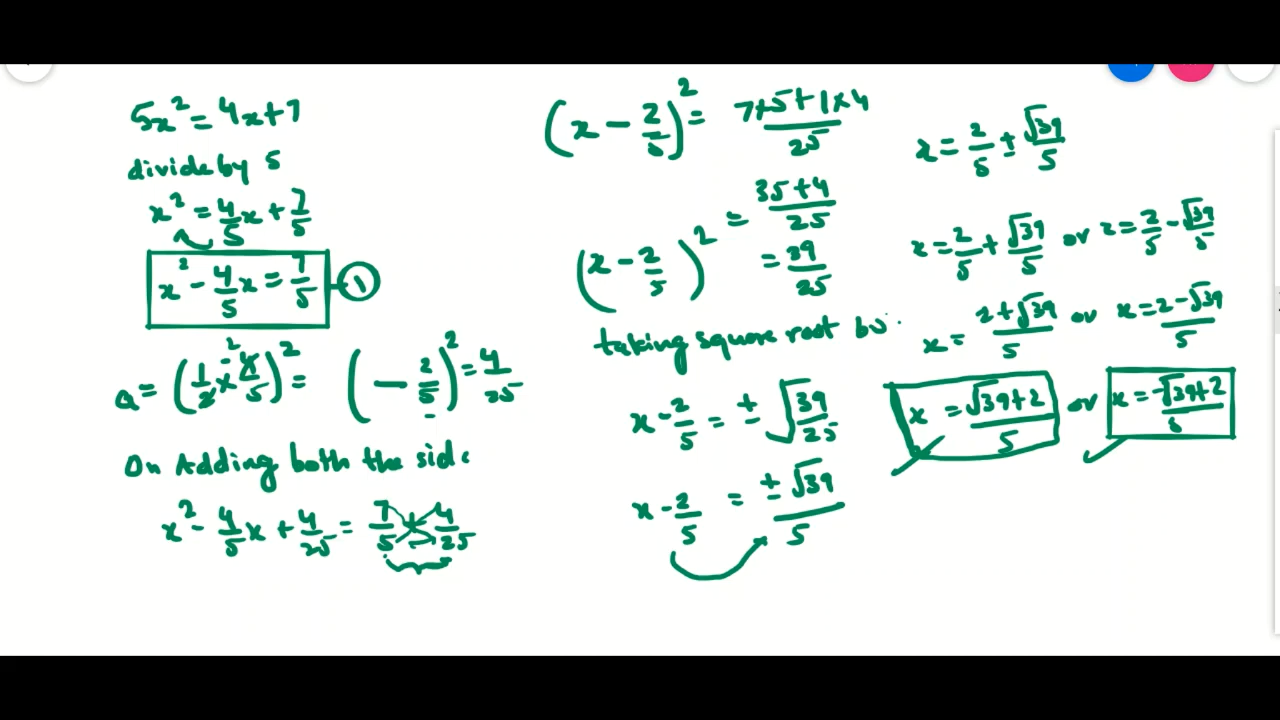 5x² = 4x + 7
divide by 5
x² = 4/5 x + 7/5
x² - 4/5 x = 7/5 - ①
a = (1/2 × -4/5)² = (- 2/5)² = 4/25
On Adding both the side
x² - 4/5 x + 4/25 = 7/5 + 4/25
(x - 2/5)² = 7×5+1×4/25
= 35+4/25
(x - 2/5)² = 39/25
taking square root
x - 2/5 = ± √39/25
x - 2/5 = ± √39/5
x = 2/5 ± √39/5
x = 2/5 + √39/5 or x = 2/5 - √39/5
x = 2+√39/5 or x = 2-√39/5
x = √39+2/5 or x = -√39+2/5